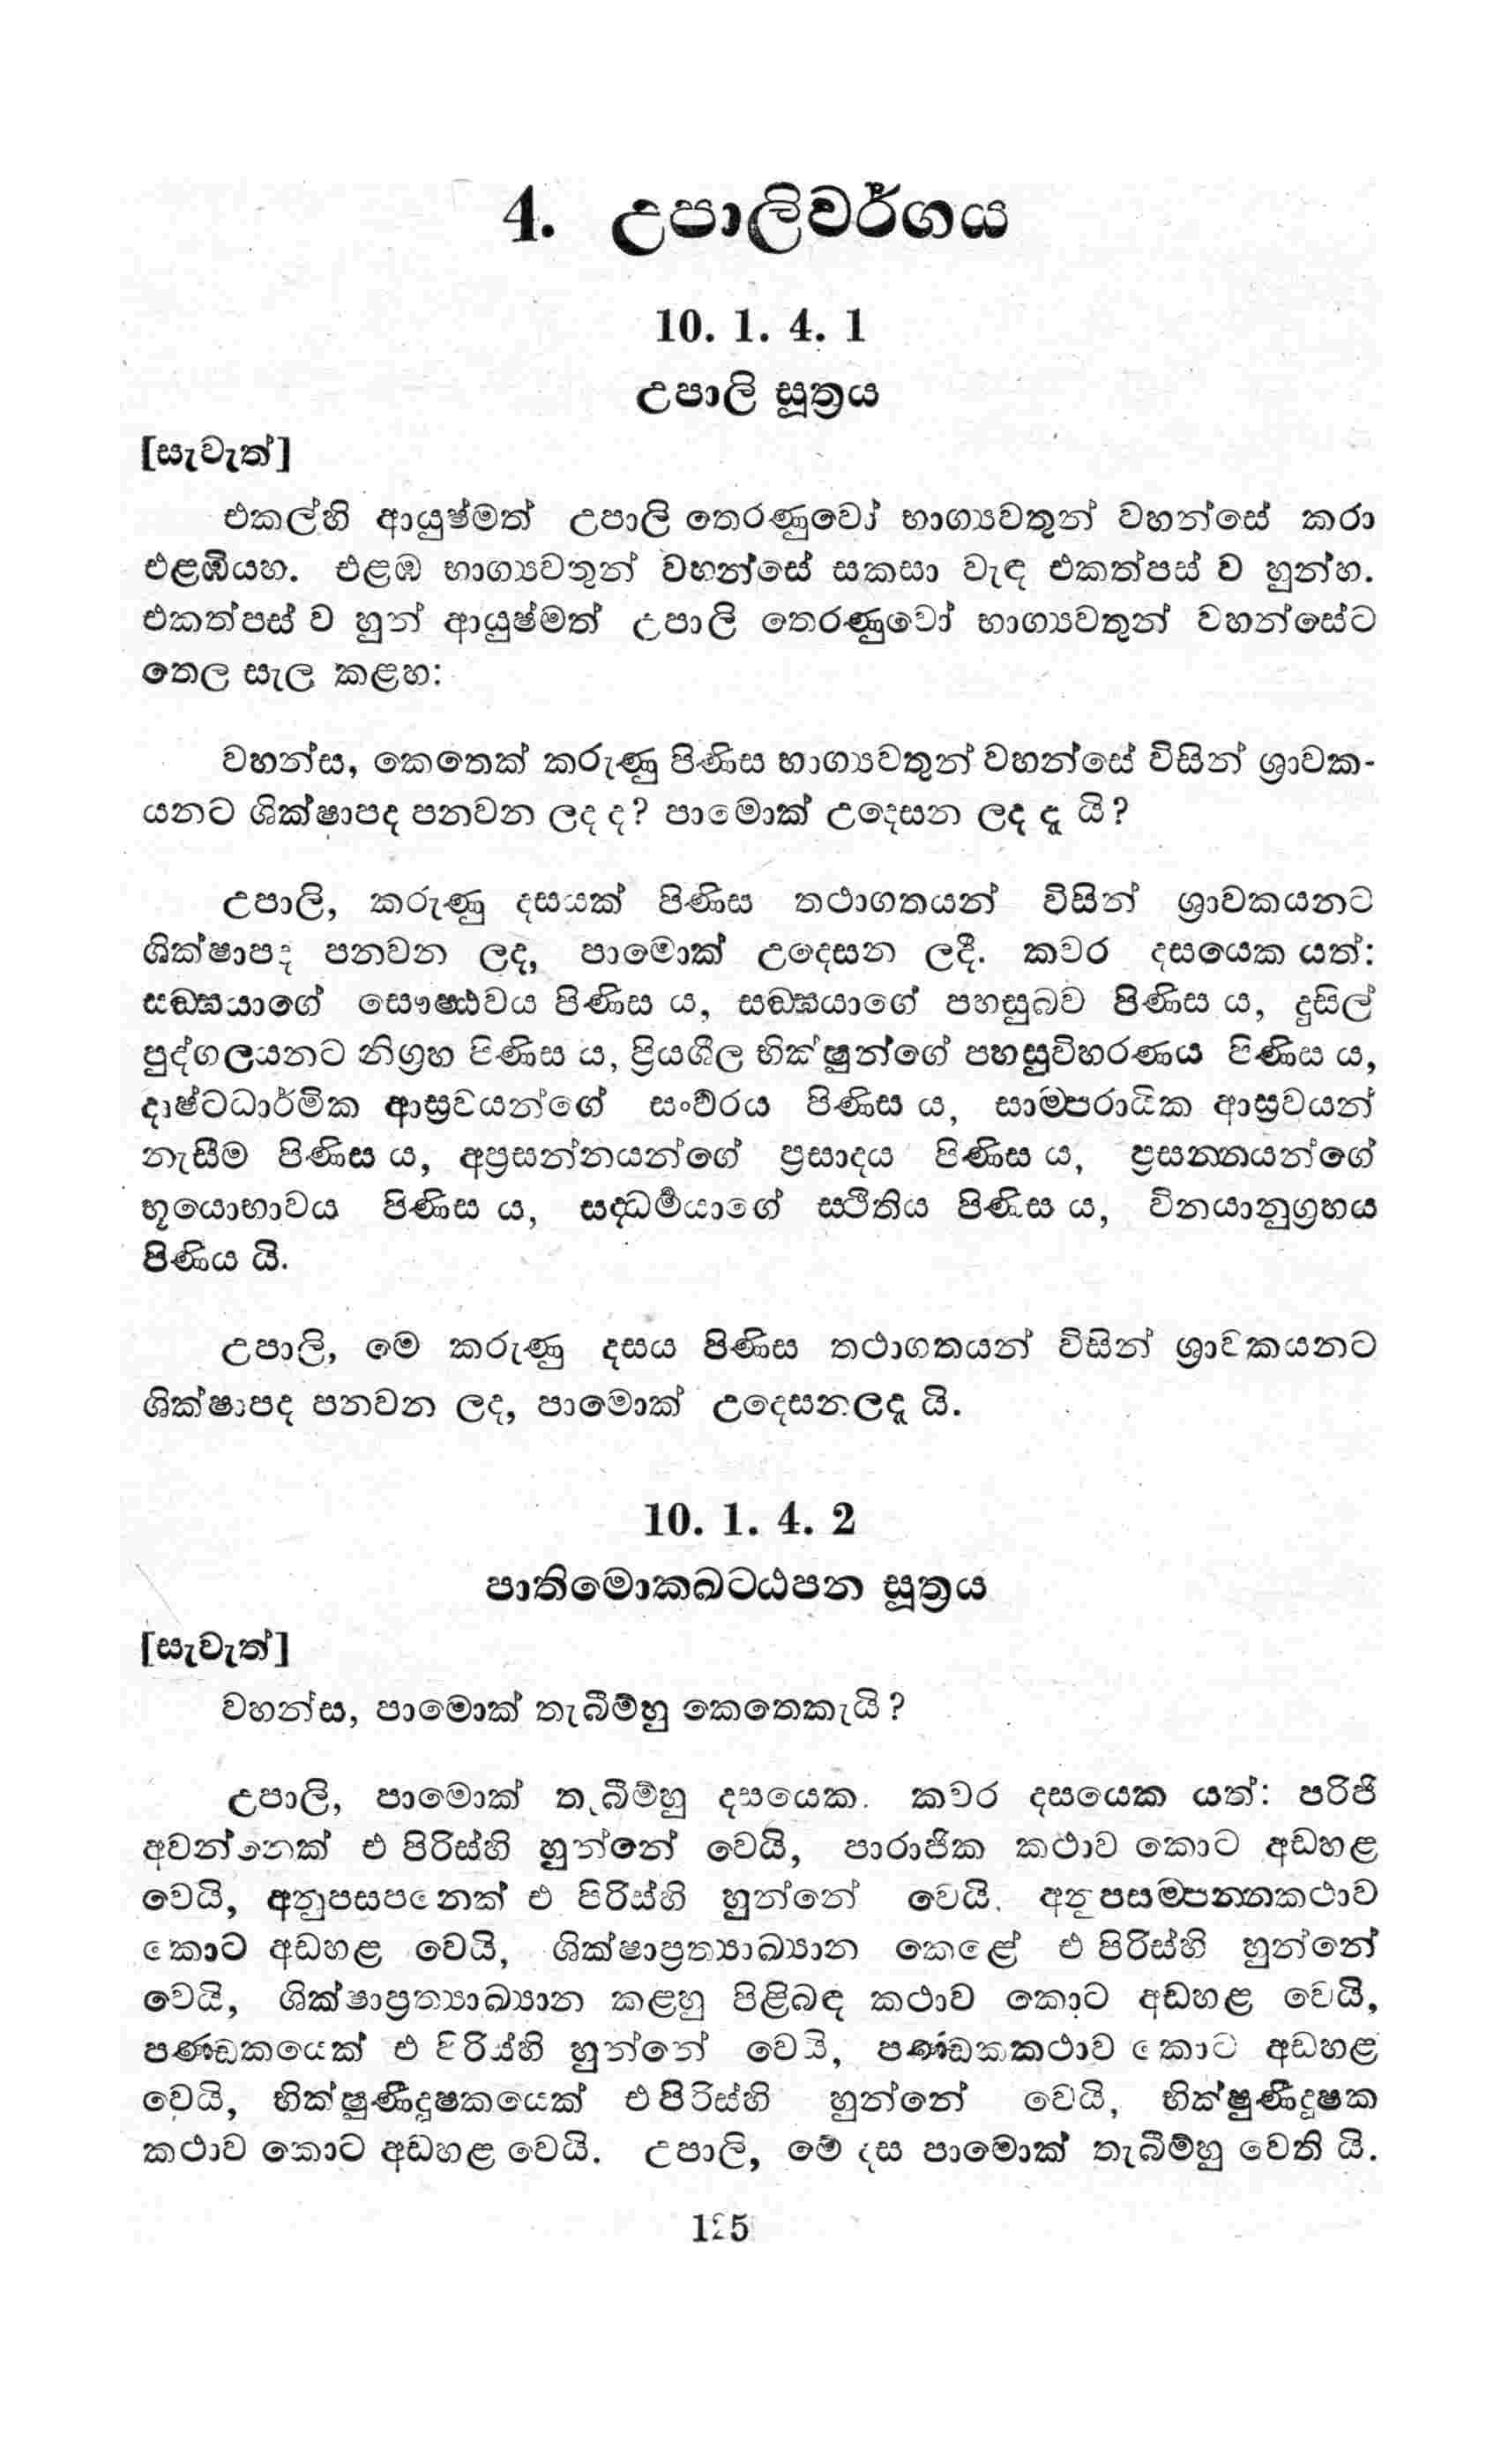 4. උපාලිවර්ගය
10. 1. 4. 1
උපාලි සූත්‍රය
[සැවැත්]
එකල්හි ආයුෂ්මත් උපාලි තෙරණුවෝ භාග්‍යවතුන් වහන්සේ කරා
එළඹියහ. එළඹ භාග්‍යවතුන් වහන්සේ සකසා වැඳ එකත්පස් ව හුන්හ.
එකත්පස් ව හුන් ආයුෂ්මත් උපාලි තෙරණුවෝ භාග්‍යවතුන් වහන්සේට
තෙල සැල කළහ:
වහන්ස, කෙතෙක් කරුණු පිණිස භාග්‍යවතුන් වහන්සේ විසින් ශ්‍රාවක-
යනට ශික්ෂාපද පනවන ලද ද? පාමොක් උදෙසන ලද දැ යි?
උපාලි, කරුණු දසයක් පිණිස තථාගතයන් විසින් ශ්‍රාවකයනට
ශික්ෂාපද පනවන ලද, පාමොක් උදෙසන ලදී. කවර දසයෙක යත්:
සඞ්ඝයාගේ සෞෂ්ඨවය පිණිස ය, සඞ්ඝයාගේ පහසුබව පිණිස ය, දුසිල්
පුද්ගලයනට නිග්‍රහ පිණිස ය, ප්‍රියශීල භික්ෂූන්ගේ පහසුවිහරණය පිණිස ය,
දෘෂ්ටධාර්මික ආස්‍රවයන්ගේ සංවරය පිණිස ය, සාම්පරායික ආස්‍රවයන්
නැසීම පිණිස ය, අප්‍රසන්නයන්ගේ ප්‍රසාදය පිණිස ය, ප්‍රසන්නයන්ගේ
භූයොභාවය පිණිස ය, සද්ධර්මයාගේ ස්ථිතිය පිණිස ය, විනයානුග්‍රහය
පිණිය යි.
උපාලි, මෙ කරුණු දසය පිණිස තථාගතයන් විසින් ශ්‍රාවකයනට
ශික්ෂාපද පනවන ලද, පාමොක් උදෙසනලදැ යි.
10. 1. 4. 2
පාතිමොක්ඛට්ඨපන සූත්‍රය
[සැවැත්]
වහන්ස, පාමොක් තැබීම්හු කෙතෙකැයි?
උපාලි, පාමොක් තැබීම්හු දසයෙක. කවර දසයෙක යත්: පරිජි
අවන්නෙක් එ පිරිස්හි හුන්නේ වෙයි, පාරාජික කථාව කොට අඩහළ
වෙයි, අනුපසපනෙක් එ පිරිස්හි හුන්නේ වෙයි. අනුපසම්පන්නකථාව
කොට අඩහළ වෙයි, ශික්ෂාප්‍රත්‍යාඛ්‍යාන කෙළේ එ පිරිස්හි හුන්නේ
වෙයි, ශික්ෂාප්‍රත්‍යාඛ්‍යාන කළහු පිළිබඳ කථාව කොට අඩහළ වෙයි,
පණ්ඩකයෙක් එ පිරිස්හි හුන්නේ වෙයි, පණ්ඩකකථාව කොට අඩහළ
වෙයි, භික්ෂුණීදූෂකයෙක් එ පිරිස්හි හුන්නේ වෙයි, භික්ෂුණීදූෂක
කථාව කොට අඩහළ වෙයි. උපාලි, මේ දස පාමොක් තැබීම්හු වෙති යි.